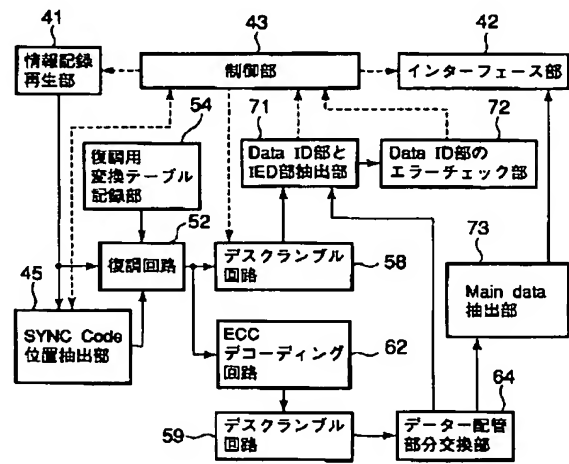 41
43
42
情報記録
再生部
制御部
インターフェース部
54
71
72
復調用
変換テーブル
記録部
Data ID部と
IED部抽出部
Data ID部の
エラーチェック部
52
復調回路
デスクランブル
回路
58
73
45
SYNC Code
位置抽出部
Main data
抽出部
ECC
デコーディング
回路
62
64
59
デスクランブル
回路
データー配管
部分交換部